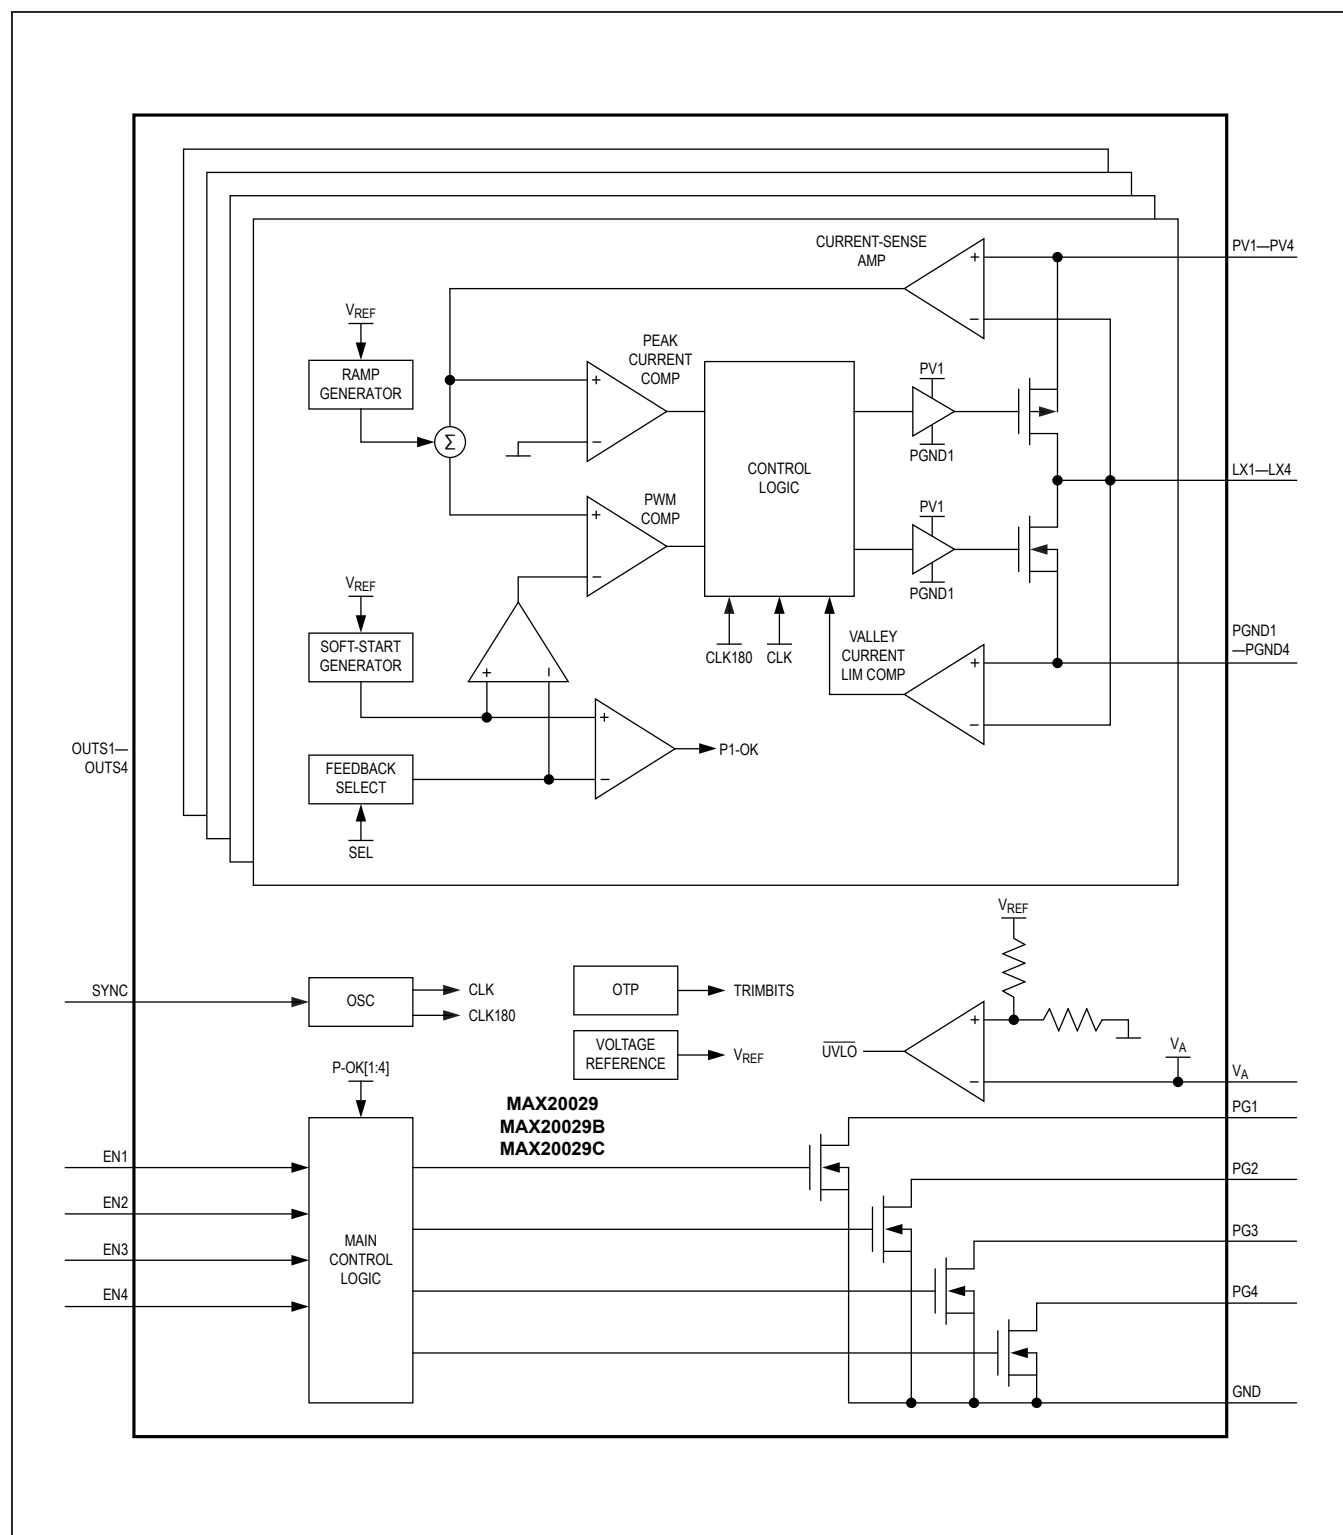 CURRENT-SENSE
AMP
PV1—PV4
+
−
VREF
RAMP
GENERATOR
Σ
PEAK
CURRENT
COMP
+
−
PWM
COMP
+
−
CONTROL
LOGIC
PV1
PGND1
PV1
PGND1
LX1—LX4
CLK180
CLK
VREF
SOFT-START
GENERATOR
+
−
VALLEY
CURRENT
LIM COMP
+
−
PGND1
—PGND4
OUTS1—
OUTS4
FEEDBACK
SELECT
SEL
+
−
P1-OK
SYNC
OSC
CLK
CLK180
OTP
TRIMBITS
VOLTAGE
REFERENCE
VREF
VREF
UVLO
+
−
VA
VA
P-OK[1:4]
MAX20029
MAX20029B
MAX20029C
EN1
EN2
EN3
EN4
MAIN
CONTROL
LOGIC
PG1
PG2
PG3
PG4
GND